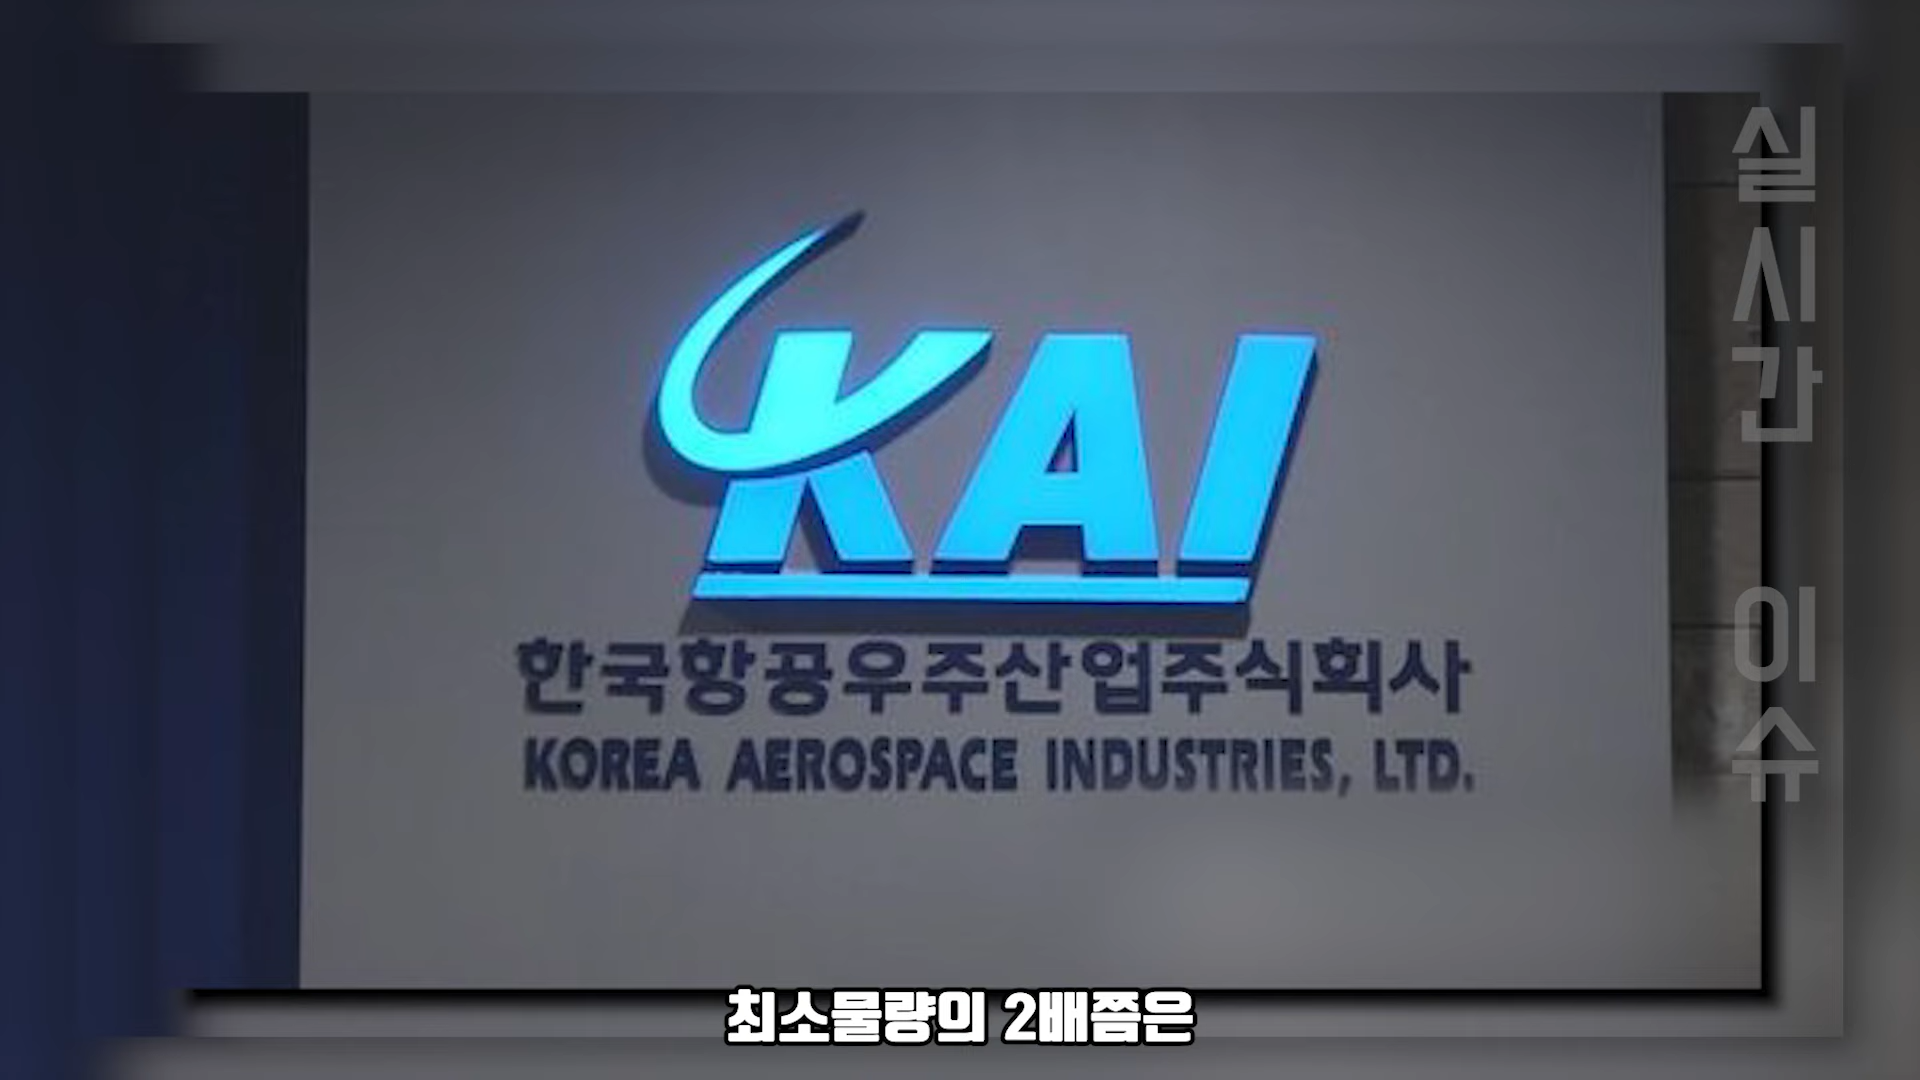 KAI
한국항공우주산업주식회사
KOREA AEROSPACE INDUSTRIES, LTD.
실시간 이슈
최소물량의 2배쯤은